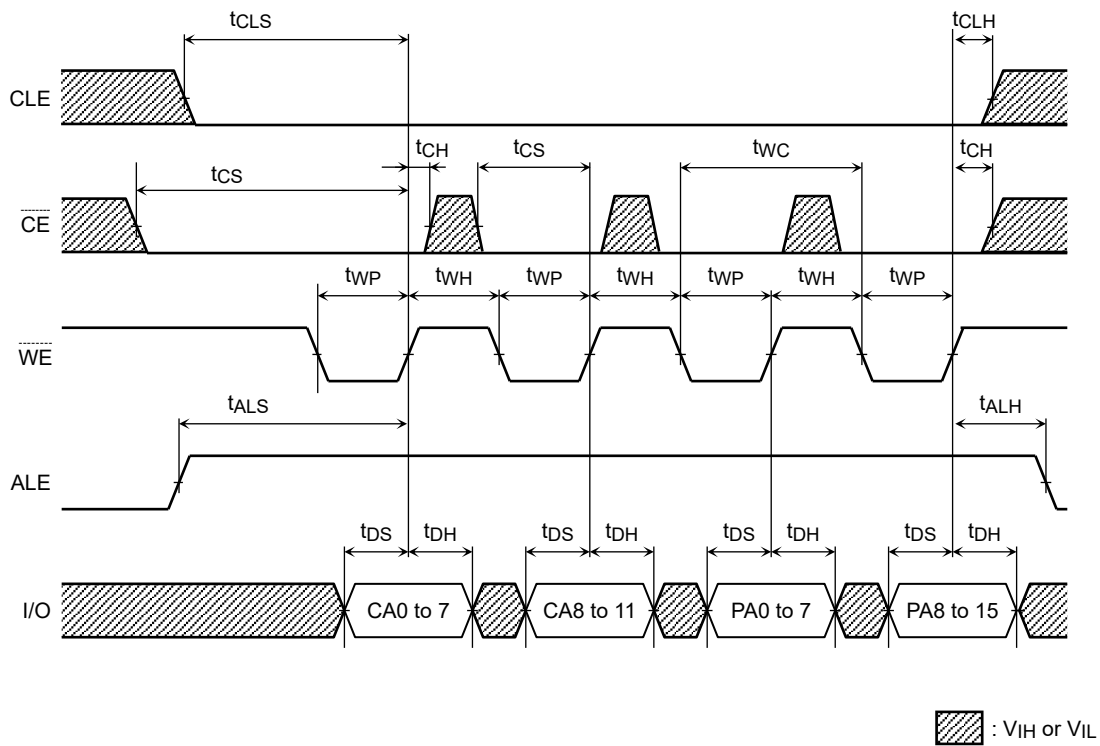 tCLS
tCLH
CLE
tCH
tCS
tWC
tCH
tCS
CE
tWP
tWH
tWP
tWH
tWP
tWH
tWP
WE
tALS
tALH
ALE
tDS
tDH
tDS
tDH
tDS
tDH
tDS
tDH
I/O
CA0 to 7
CA8 to 11
PA0 to 7
PA8 to 15
: VIH or VIL